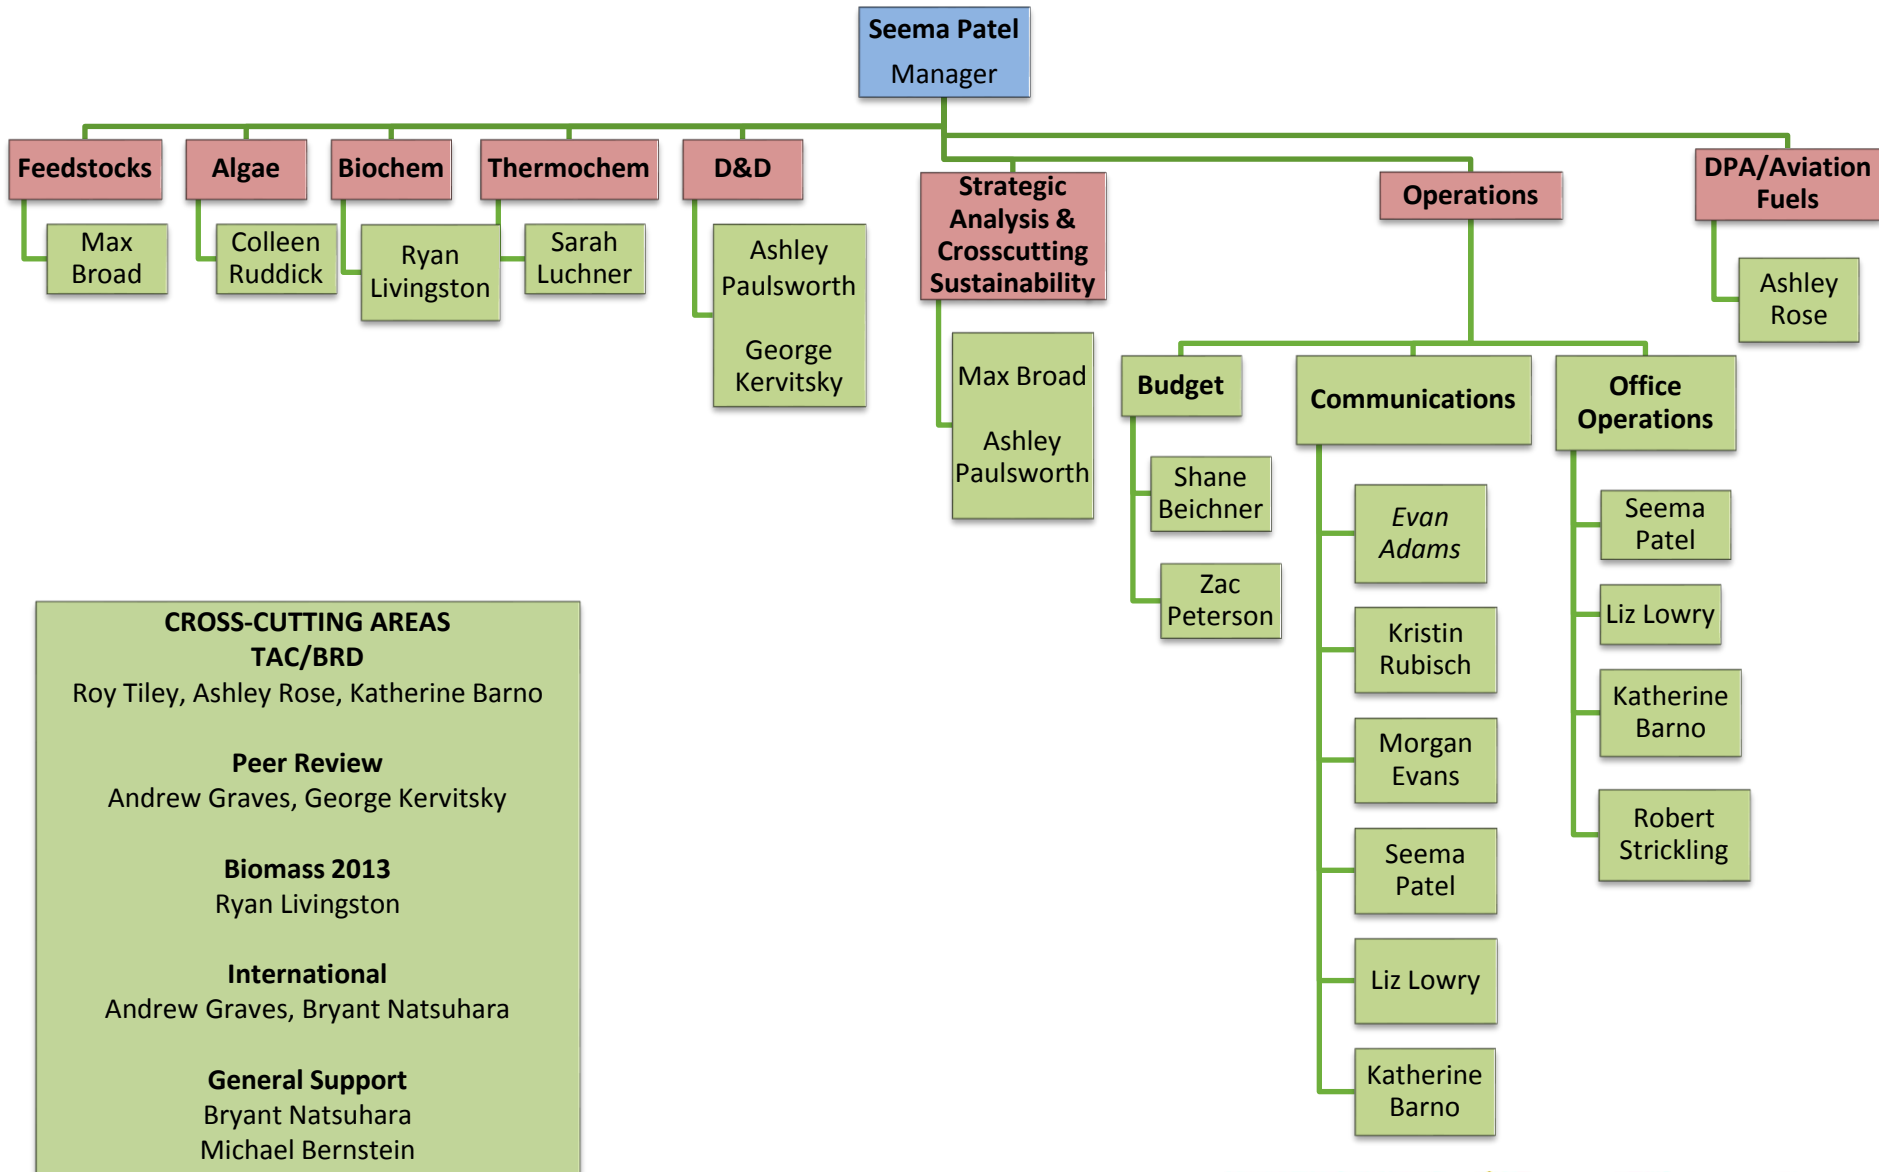 Seema Patel
Manager
Feedstocks
Max
Broad
Algae
Colleen
Ruddick
Biochem
Ryan
Livingston
Thermochem
Sarah
Luchner
D&D
Ashley
Paulsworth
George
Kervitsky
Strategic
Analysis &
Crosscutting
Sustainability
Max Broad
Ashley
Paulsworth
Operations
Budget
Shane
Beichner
Zac
Peterson
Communications
Evan
Adams
Kristin
Rubisch
Morgan
Evans
Seema
Patel
Liz Lowry
Katherine
Barno
Office
Operations
Seema
Patel
Liz Lowry
Katherine
Barno
Robert
Strickling
DPA/Aviation
Fuels
Ashley
Rose
CROSS-CUTTING AREAS
TAC/BRD
Roy Tiley, Ashley Rose, Katherine Barno
Peer Review
Andrew Graves, George Kervitsky
Biomass 2013
Ryan Livingston
International
Andrew Graves, Bryant Natsuhara
General Support
Bryant Natsuhara
Michael Bernstein